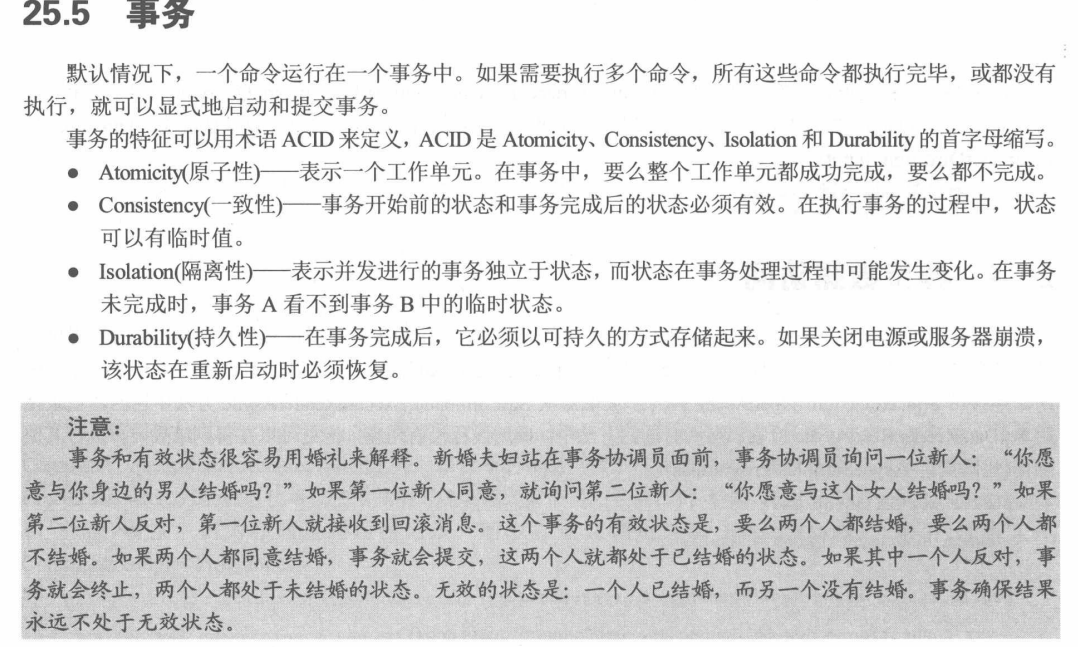 25.5 事务
默认情况下，一个命令运行在一个事务中。如果需要执行多个命令，所有这些命令都执行完毕，或都没有
执行，就可以显式地启动和提交事务。
事务的特征可以用术语 ACID 来定义，ACID 是 Atomicity、Consistency、Isolation 和 Durability 的首字母缩写。
● Atomicity(原子性)——表示一个工作单元。在事务中，要么整个工作单元都成功完成，要么都不完成。
● Consistency(一致性)——事务开始前的状态和事务完成后的状态必须有效。在执行事务的过程中，状态
可以有临时值。
● Isolation(隔离性)——表示并发进行的事务独立于状态，而状态在事务处理过程中可能发生变化。在事务
未完成时，事务 A 看不到事务 B 中的临时状态。
● Durability(持久性)——在事务完成后，它必须以可持久的方式存储起来。如果关闭电源或服务器崩溃，
该状态在重新启动时必须恢复。
注意：
事务和有效状态很容易用婚礼来解释。新婚夫妇站在事务协调员面前，事务协调员询问一位新人：“你愿
意与你身边的男人结婚吗？”如果第一位新人同意，就询问第二位新人：“你愿意与这个女人结婚吗？”如果
第二位新人反对，第一位新人就接收到回滚消息。这个事务的有效状态是，要么两个人都结婚，要么两个人都
不结婚。如果两个人都同意结婚，事务就会提交，这两个人就都处于已结婚的状态。如果其中一个人反对，事
务就会终止，两个人都处于未结婚的状态。无效的状态是：一个人已结婚，而另一个没有结婚。事务确保结果
永远不处于无效状态。